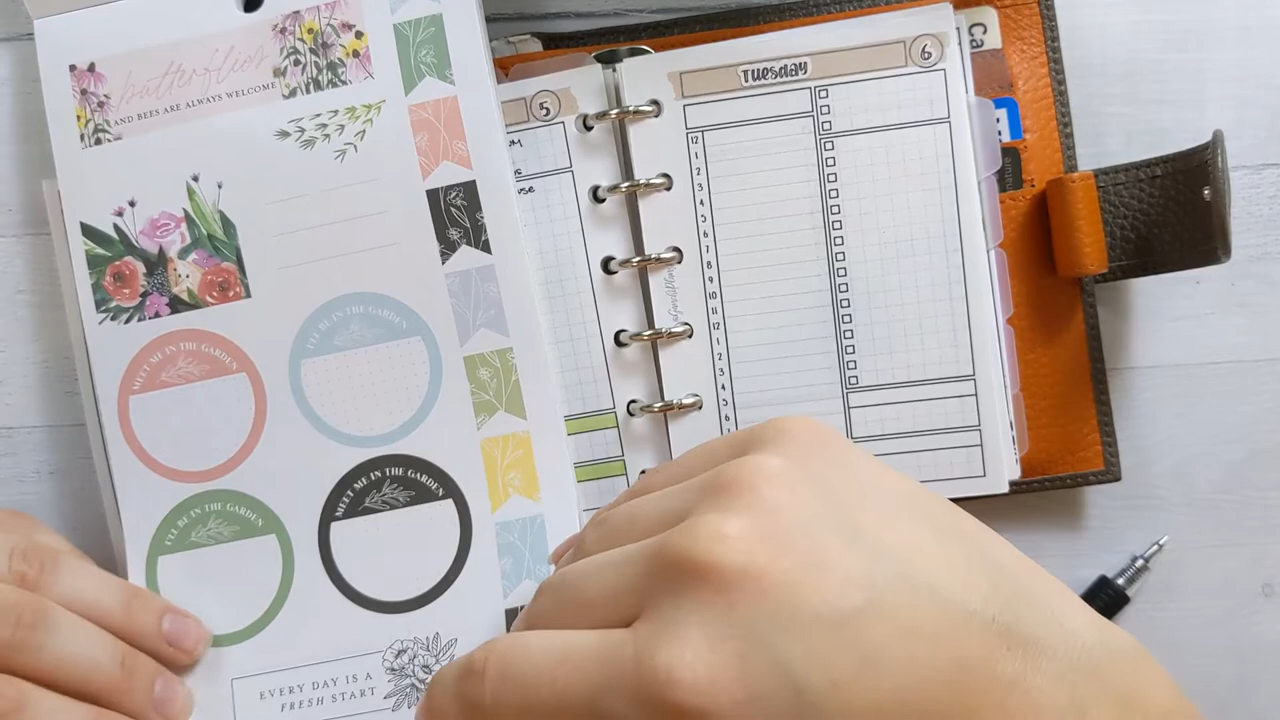 butterflies
AND BEES ARE ALWAYS WELCOME
MEET ME IN THE GARDEN
I'LL BE IN THE GARDEN
I'LL BE IN THE GARDEN
MEET ME IN THE GARDEN
EVERY DAY IS A
FRESH START
5
Tuesday
6
12
1
2
3
4
5
6
7
8
9
10
11
12
1
2
3
4
5
6
Ca